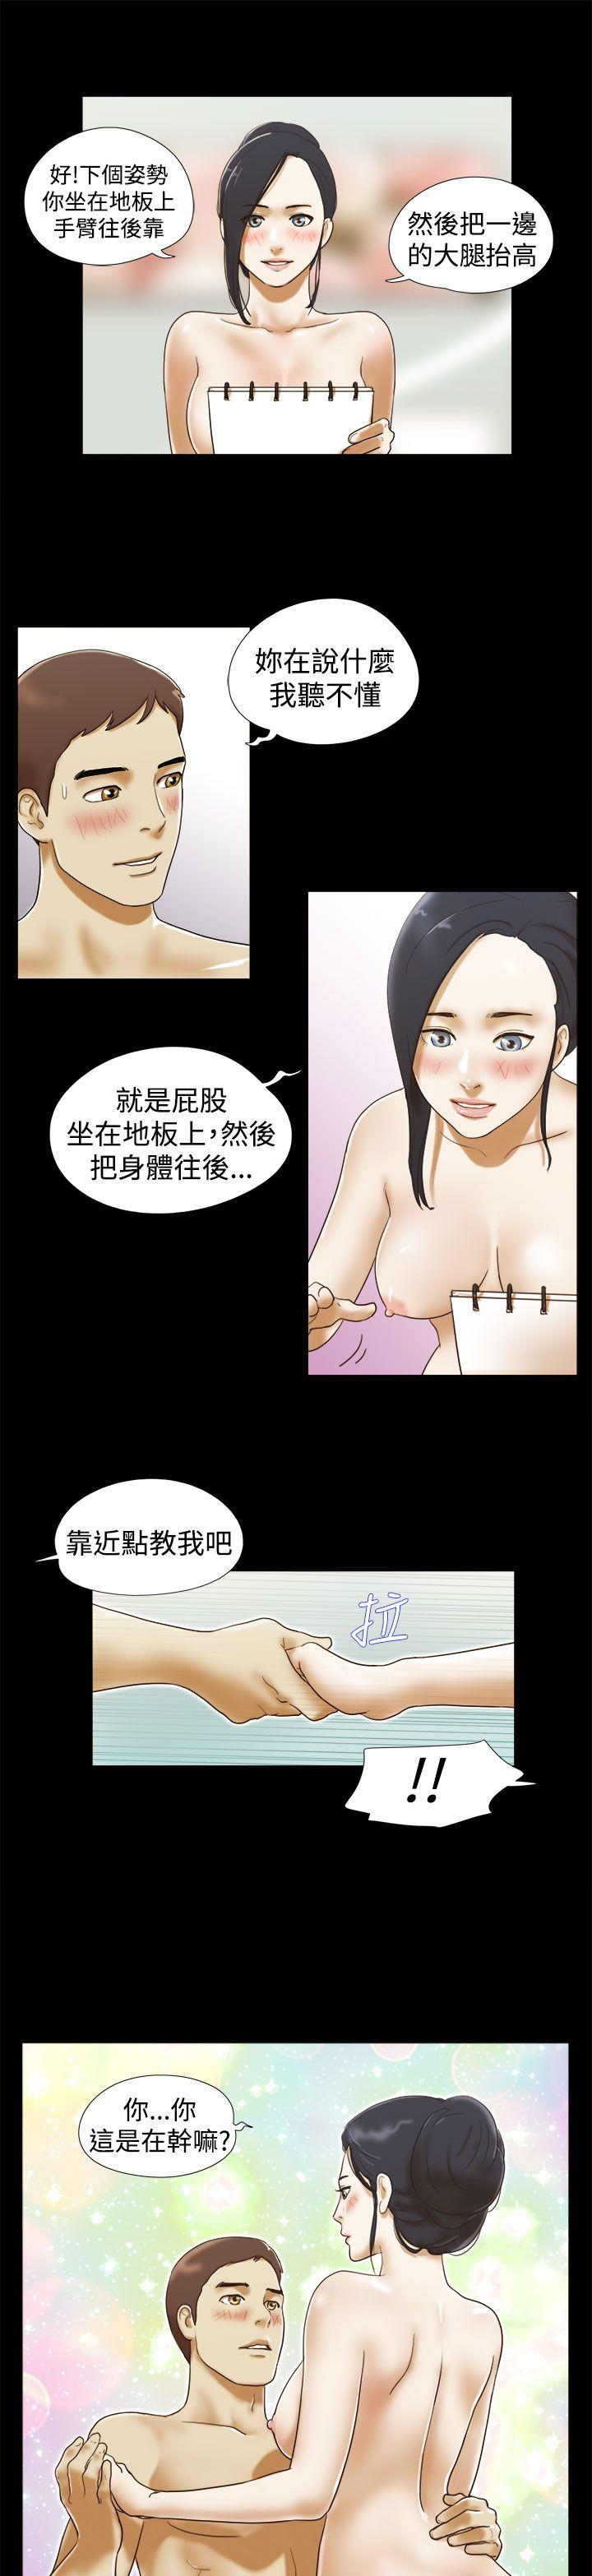 好!下個姿勢
你坐在地板上
手臂往後靠
然後把一邊
的大腿抬高
妳在說什麼
我聽不懂
就是屁股
坐在地板上,然後
把身體往後...
靠近點教我吧
拉
!!
你...你
這是在幹嘛?